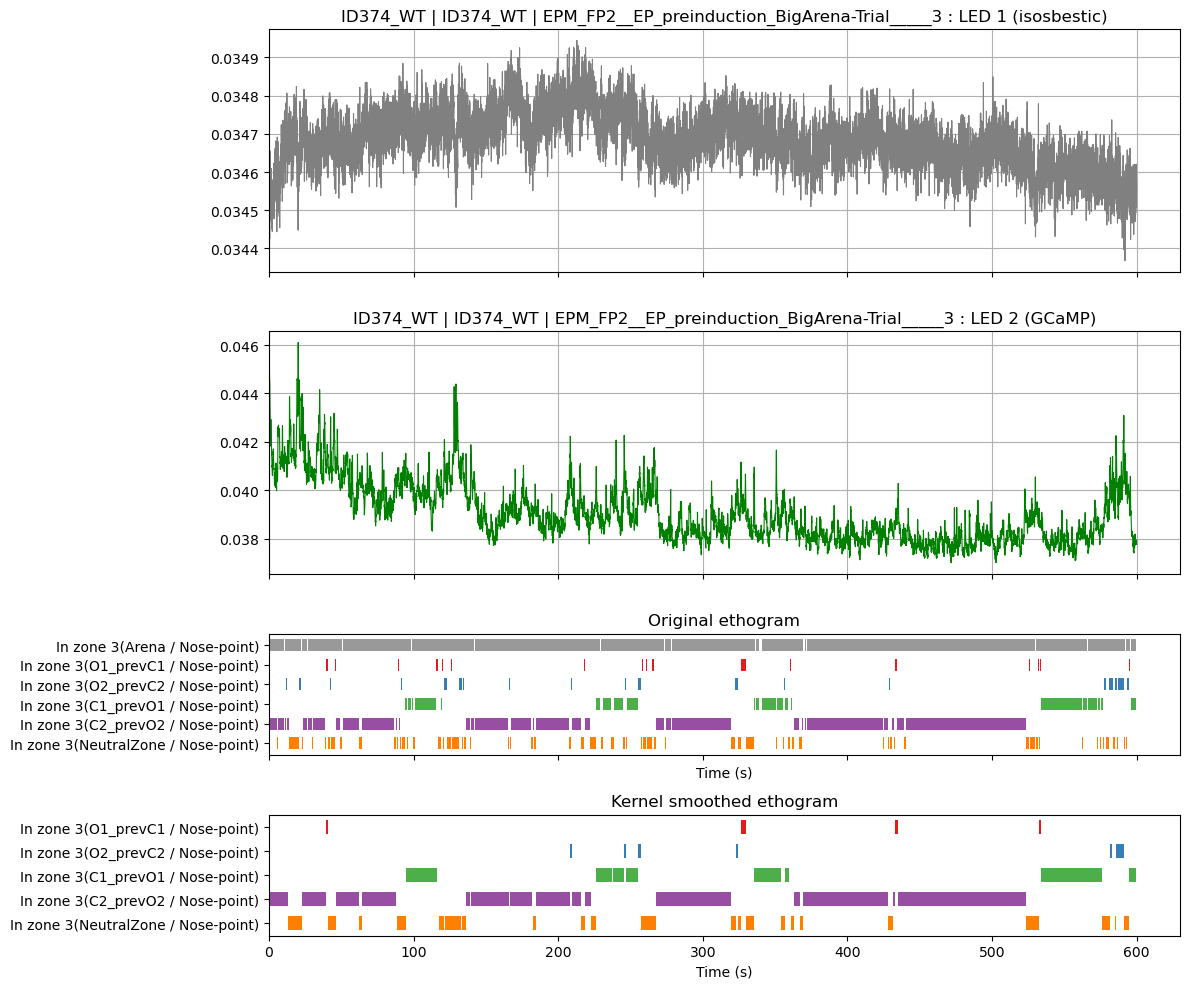 ID374_WT | ID374_WT | EPM_FP2__EP_preinduction_BigArena-Trial_____3 : LED 1 (isosbestic)
0.0349
0.0348
0.0347
0.0346
0.0345
0.0344
ID374_WT | ID374_WT | EPM_FP2__EP_preinduction_BigArena-Trial_____3 : LED 2 (GCaMP)
0.046
0.044
0.042
0.040
0.038
Original ethogram
In zone 3(Arena / Nose-point)
In zone 3(O1_prevC1 / Nose-point)
In zone 3(O2_prevC2 / Nose-point)
In zone 3(C1_prevO1 / Nose-point)
In zone 3(C2_prevO2 / Nose-point)
In zone 3(NeutralZone / Nose-point)
Time (s)
Kernel smoothed ethogram
In zone 3(O1_prevC1 / Nose-point)
In zone 3(O2_prevC2 / Nose-point)
In zone 3(C1_prevO1 / Nose-point)
In zone 3(C2_prevO2 / Nose-point)
In zone 3(NeutralZone / Nose-point)
0 100 200 300 400 500 600
Time (s)